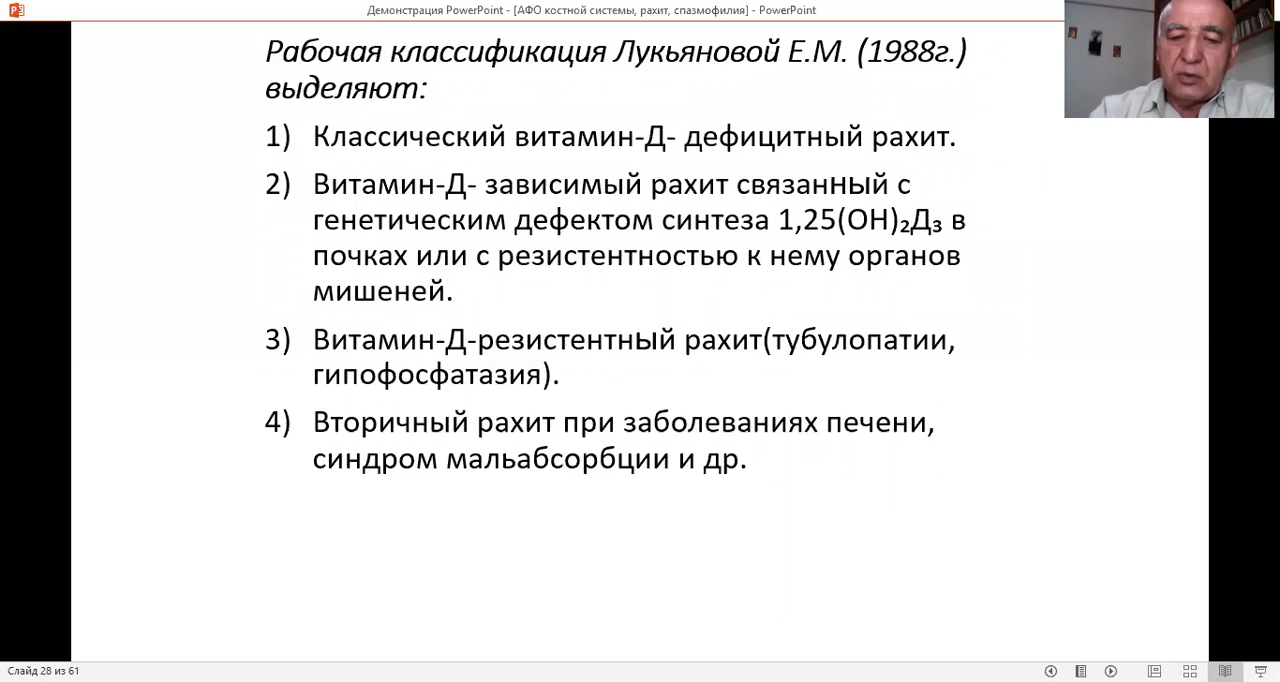 Демонстрация PowerPoint - [АФО костной системы, рахит, спазмофилия] - PowerPoint
Рабочая классификация Лукьяновой Е.М. (1988г.)
выделяют:
1) Классический витамин-Д- дефицитный рахит.
2) Витамин-Д- зависимый рахит связанный с
генетическим дефектом синтеза 1,25(ОН)₂Д₃ в
почках или с резистентностью к нему органов
мишеней.
3) Витамин-Д-резистентный рахит(тубулопатии,
гипофосфатазия).
4) Вторичный рахит при заболеваниях печени,
синдром мальабсорбции и др.
Слайд 28 из 61